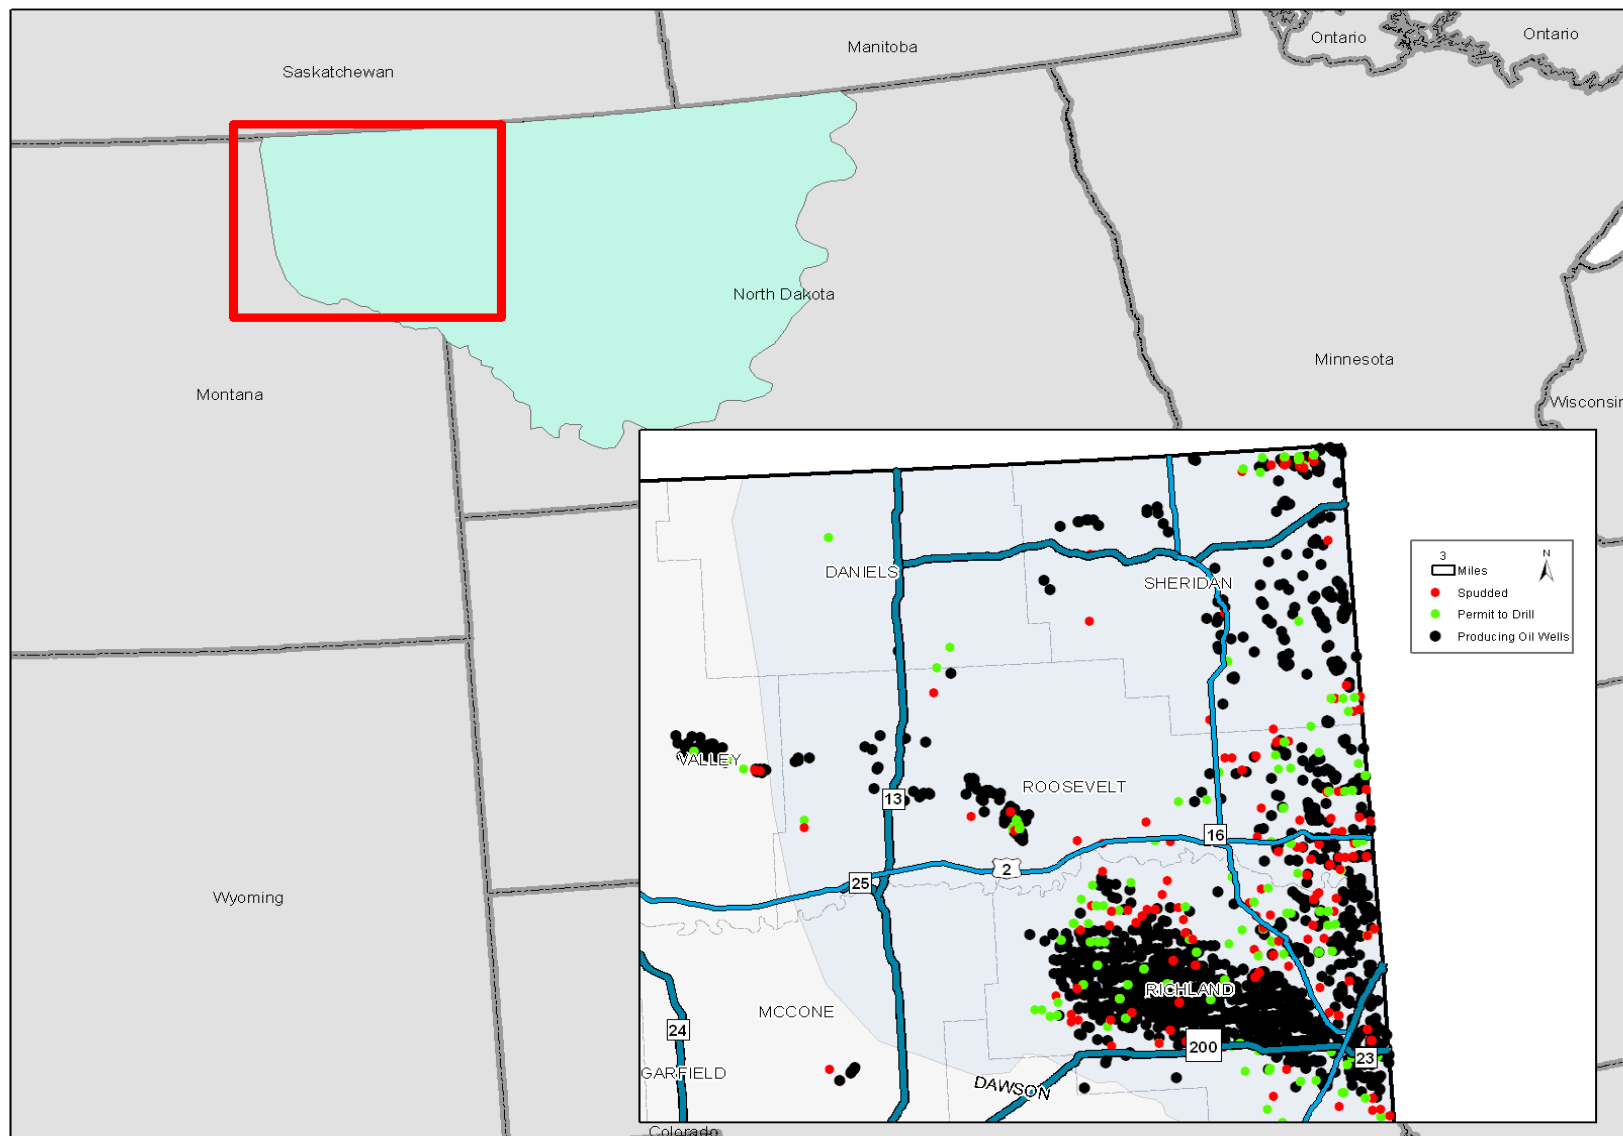 Ontario
Ontario
Manitoba
Saskatchewan
North Dakota
Minnesota
Montana
Wisconsin
Wyoming
Colorado
3
N
Miles
Spudded
Permit to Drill
Producing Oil Wells
DANIELS
SHERIDAN
VALLEY
ROOSEVELT
13
16
2
25
RICHLAND
MCCONE
24
200
23
GARFIELD
DAWSON